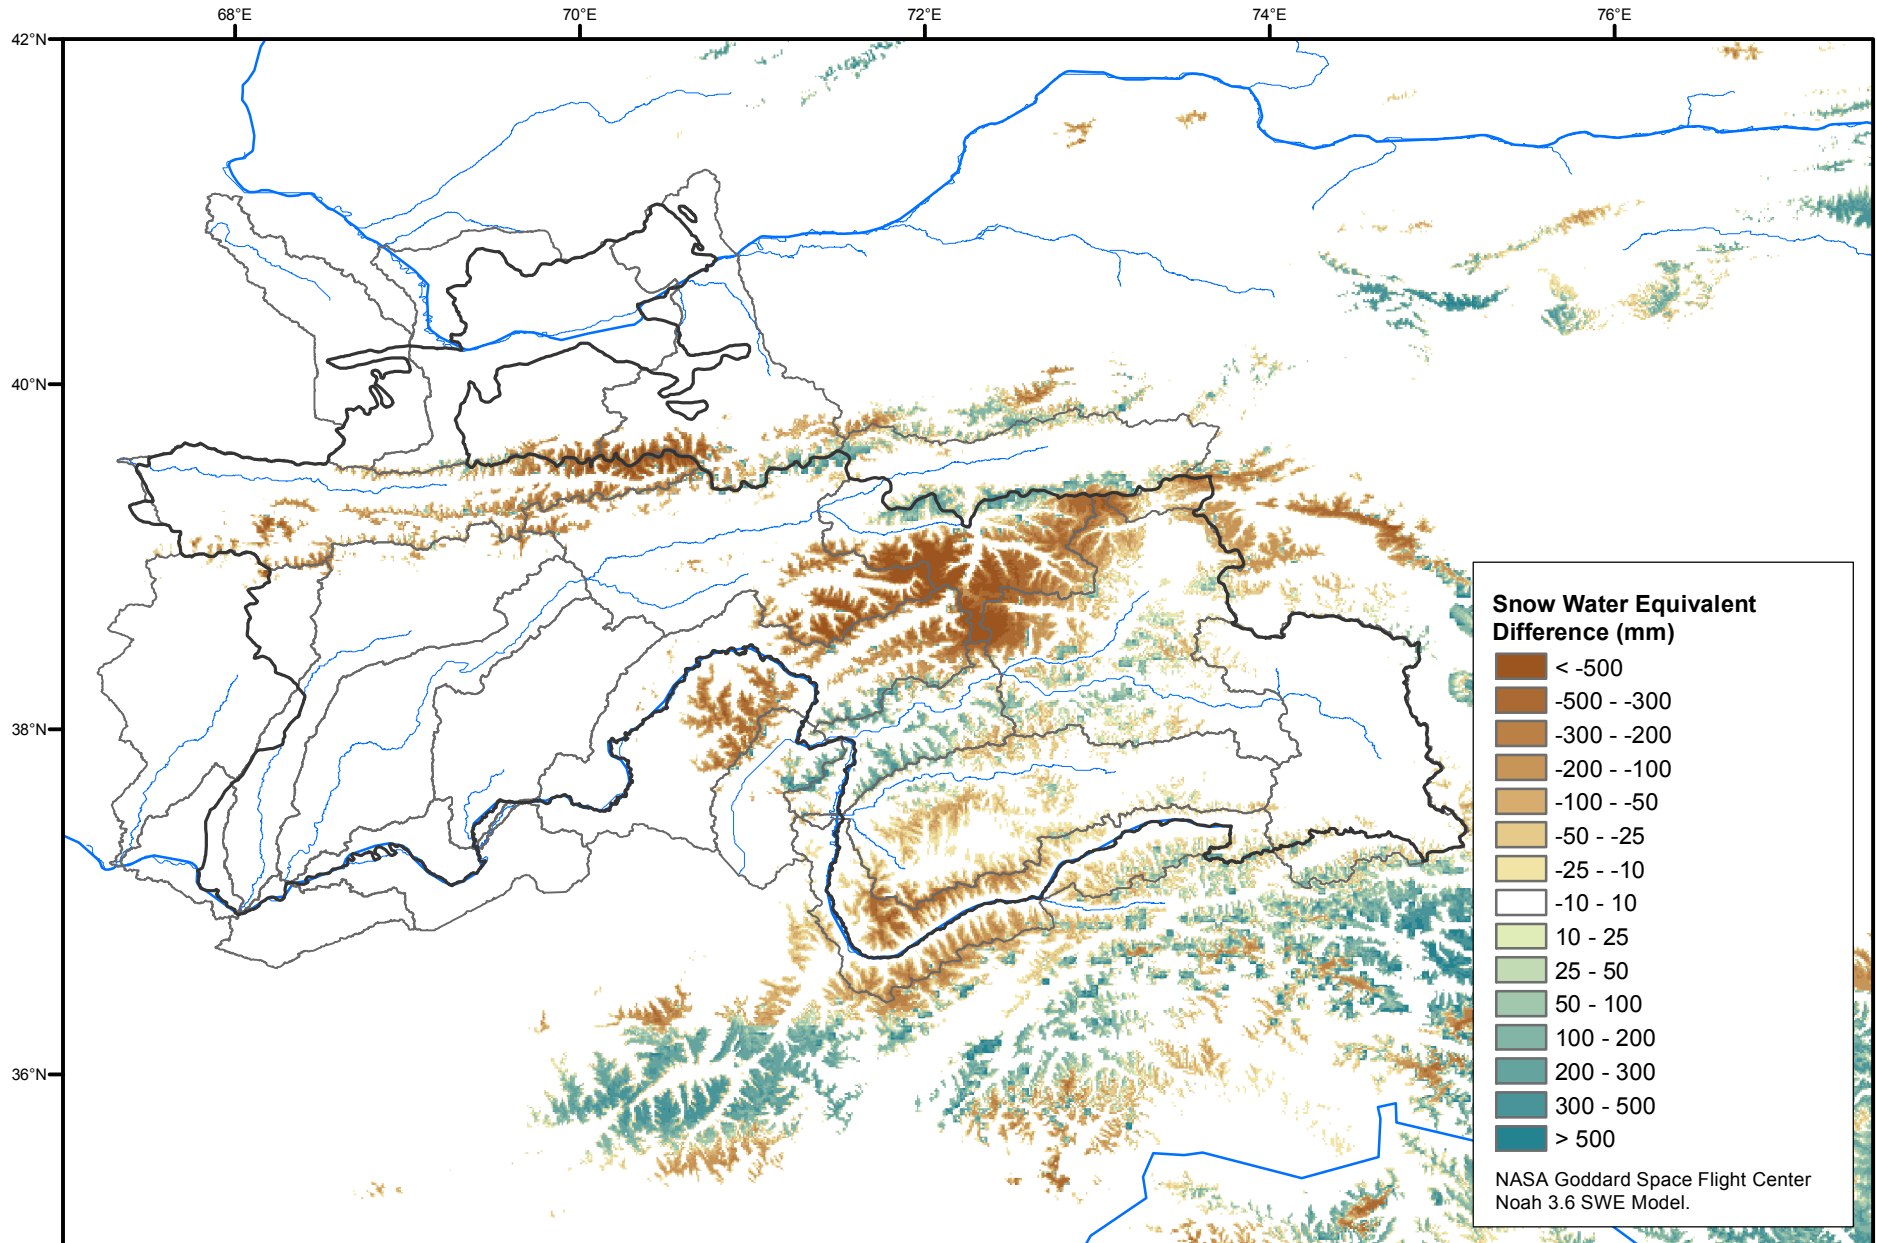 68°E 70°E 72°E 74°E 76°E
42°N
40°N
38°N
36°N
Snow Water Equivalent
Difference (mm)
< -500
-500 - -300
-300 - -200
-200 - -100
-100 - -50
-50 - -25
-25 - -10
-10 - 10
10 - 25
25 - 50
50 - 100
100 - 200
200 - 300
300 - 500
> 500
NASA Goddard Space Flight Center
Noah 3.6 SWE Model.